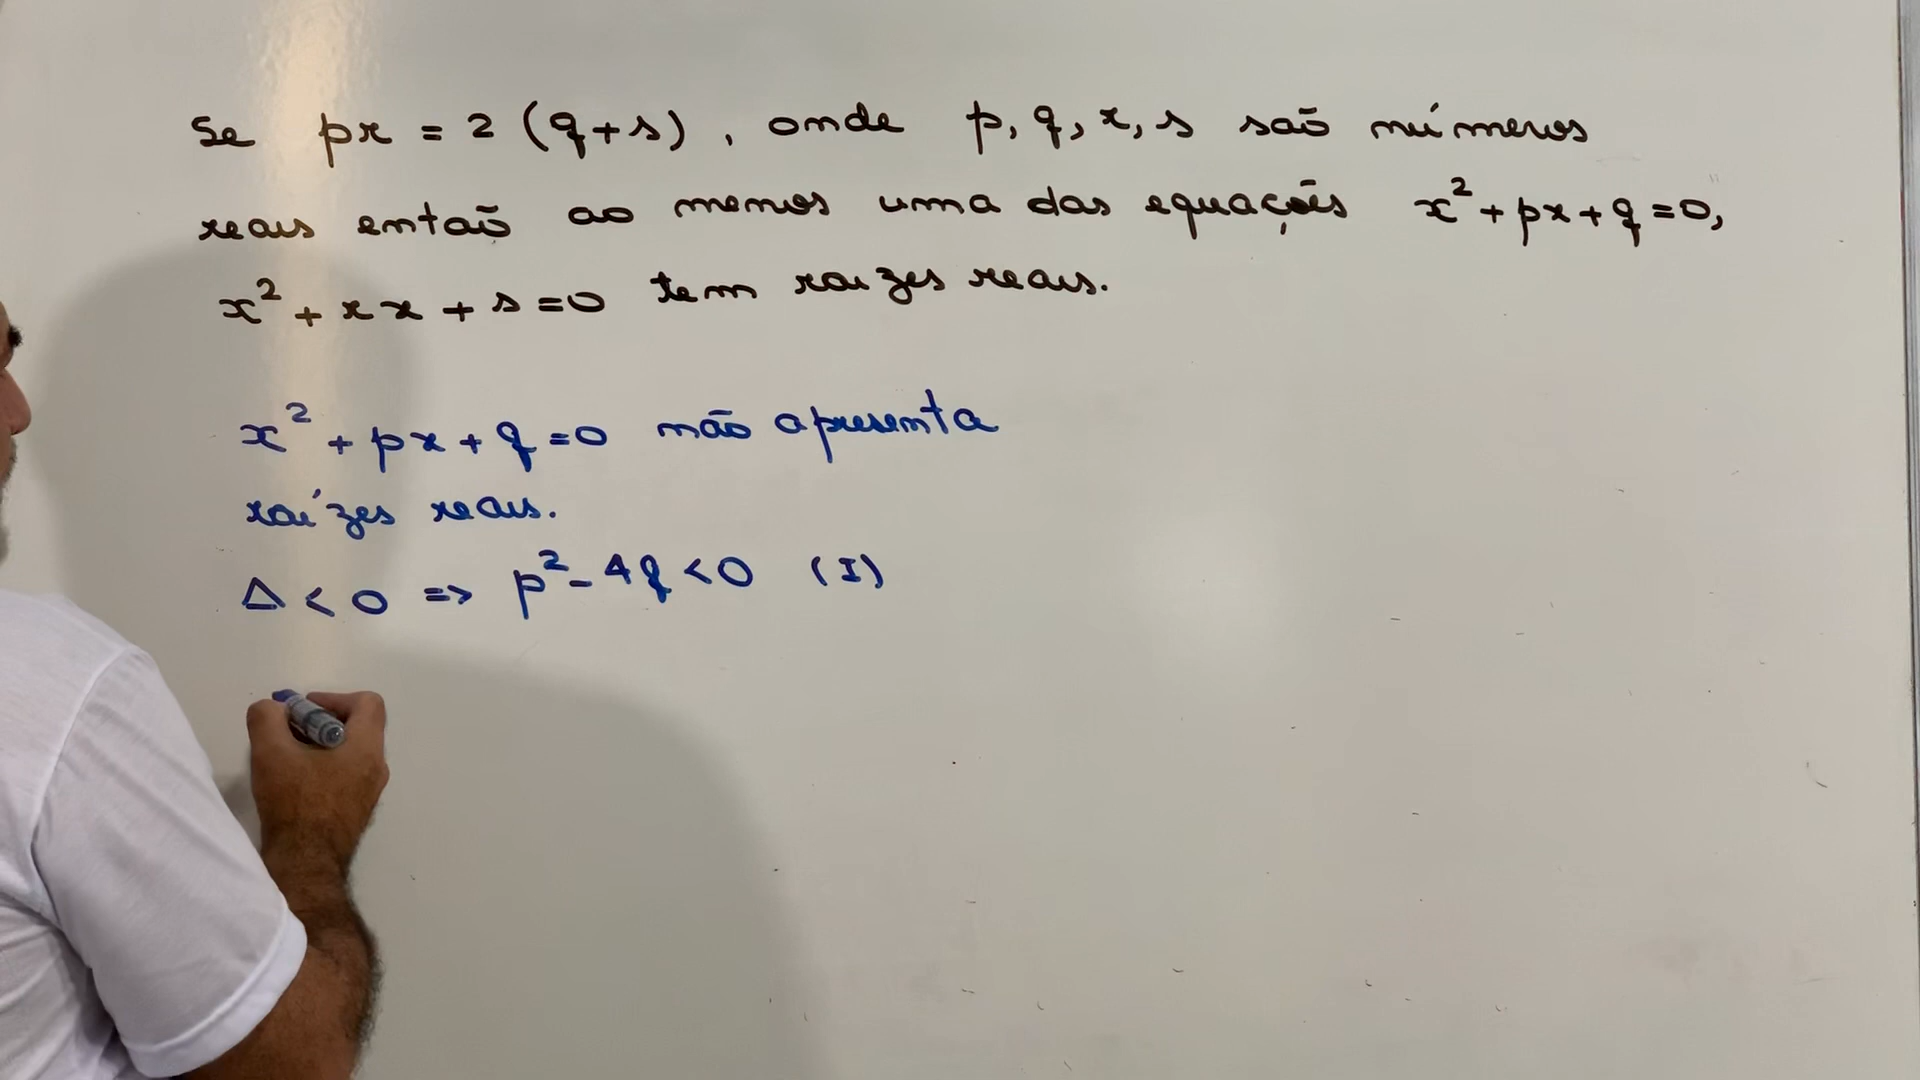 Se pr = 2 (q+s), onde p, q, r, s são números
reais então ao menos uma das equações x² + px + q = 0,
x² + rx + s = 0 tem raizes reais.
x² + px + q = 0 não apresenta
raízes reais.
Δ < 0 => p² - 4q < 0 (I)